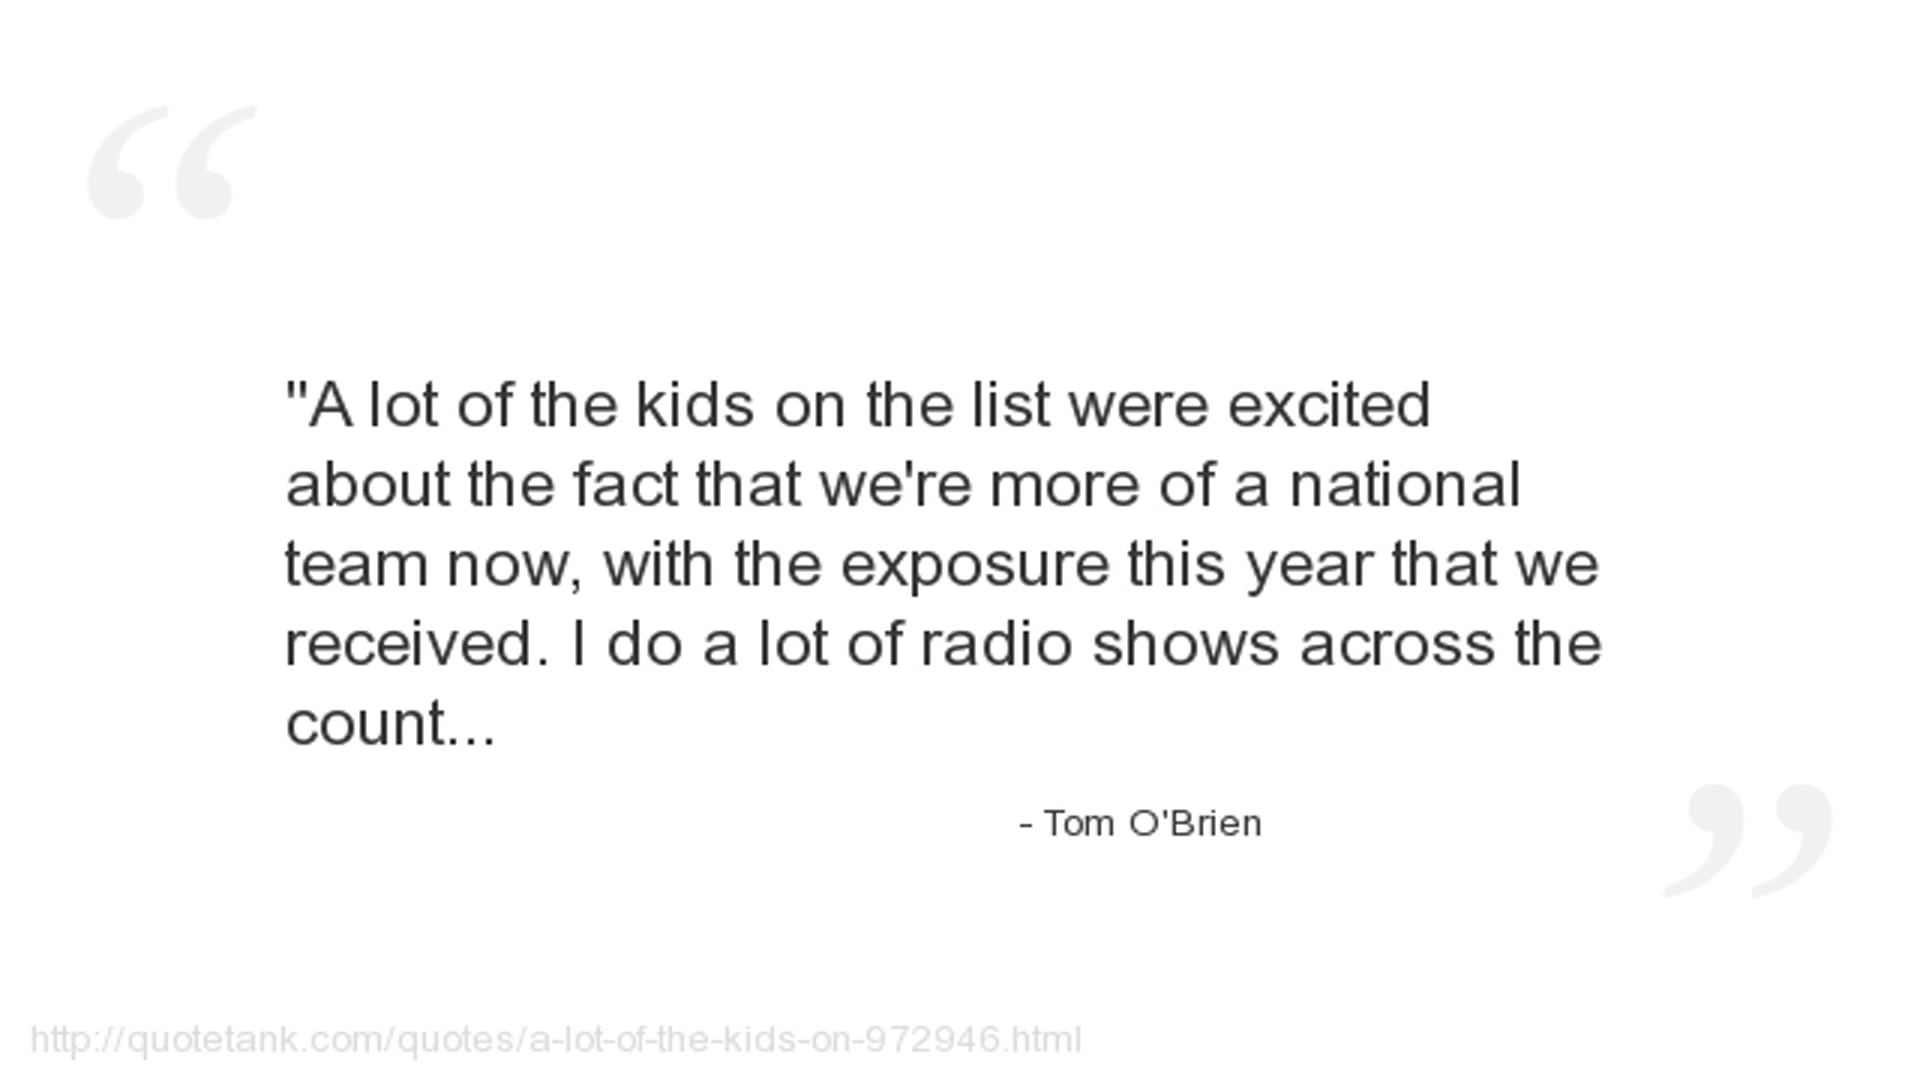 "A lot of the kids on the list were excited
about the fact that we're more of a national
team now, with the exposure this year that we
received. I do a lot of radio shows across the
count...
- Tom O'Brien
http://quotetank.com/quotes/a-lot-of-the-kids-on-972946.html